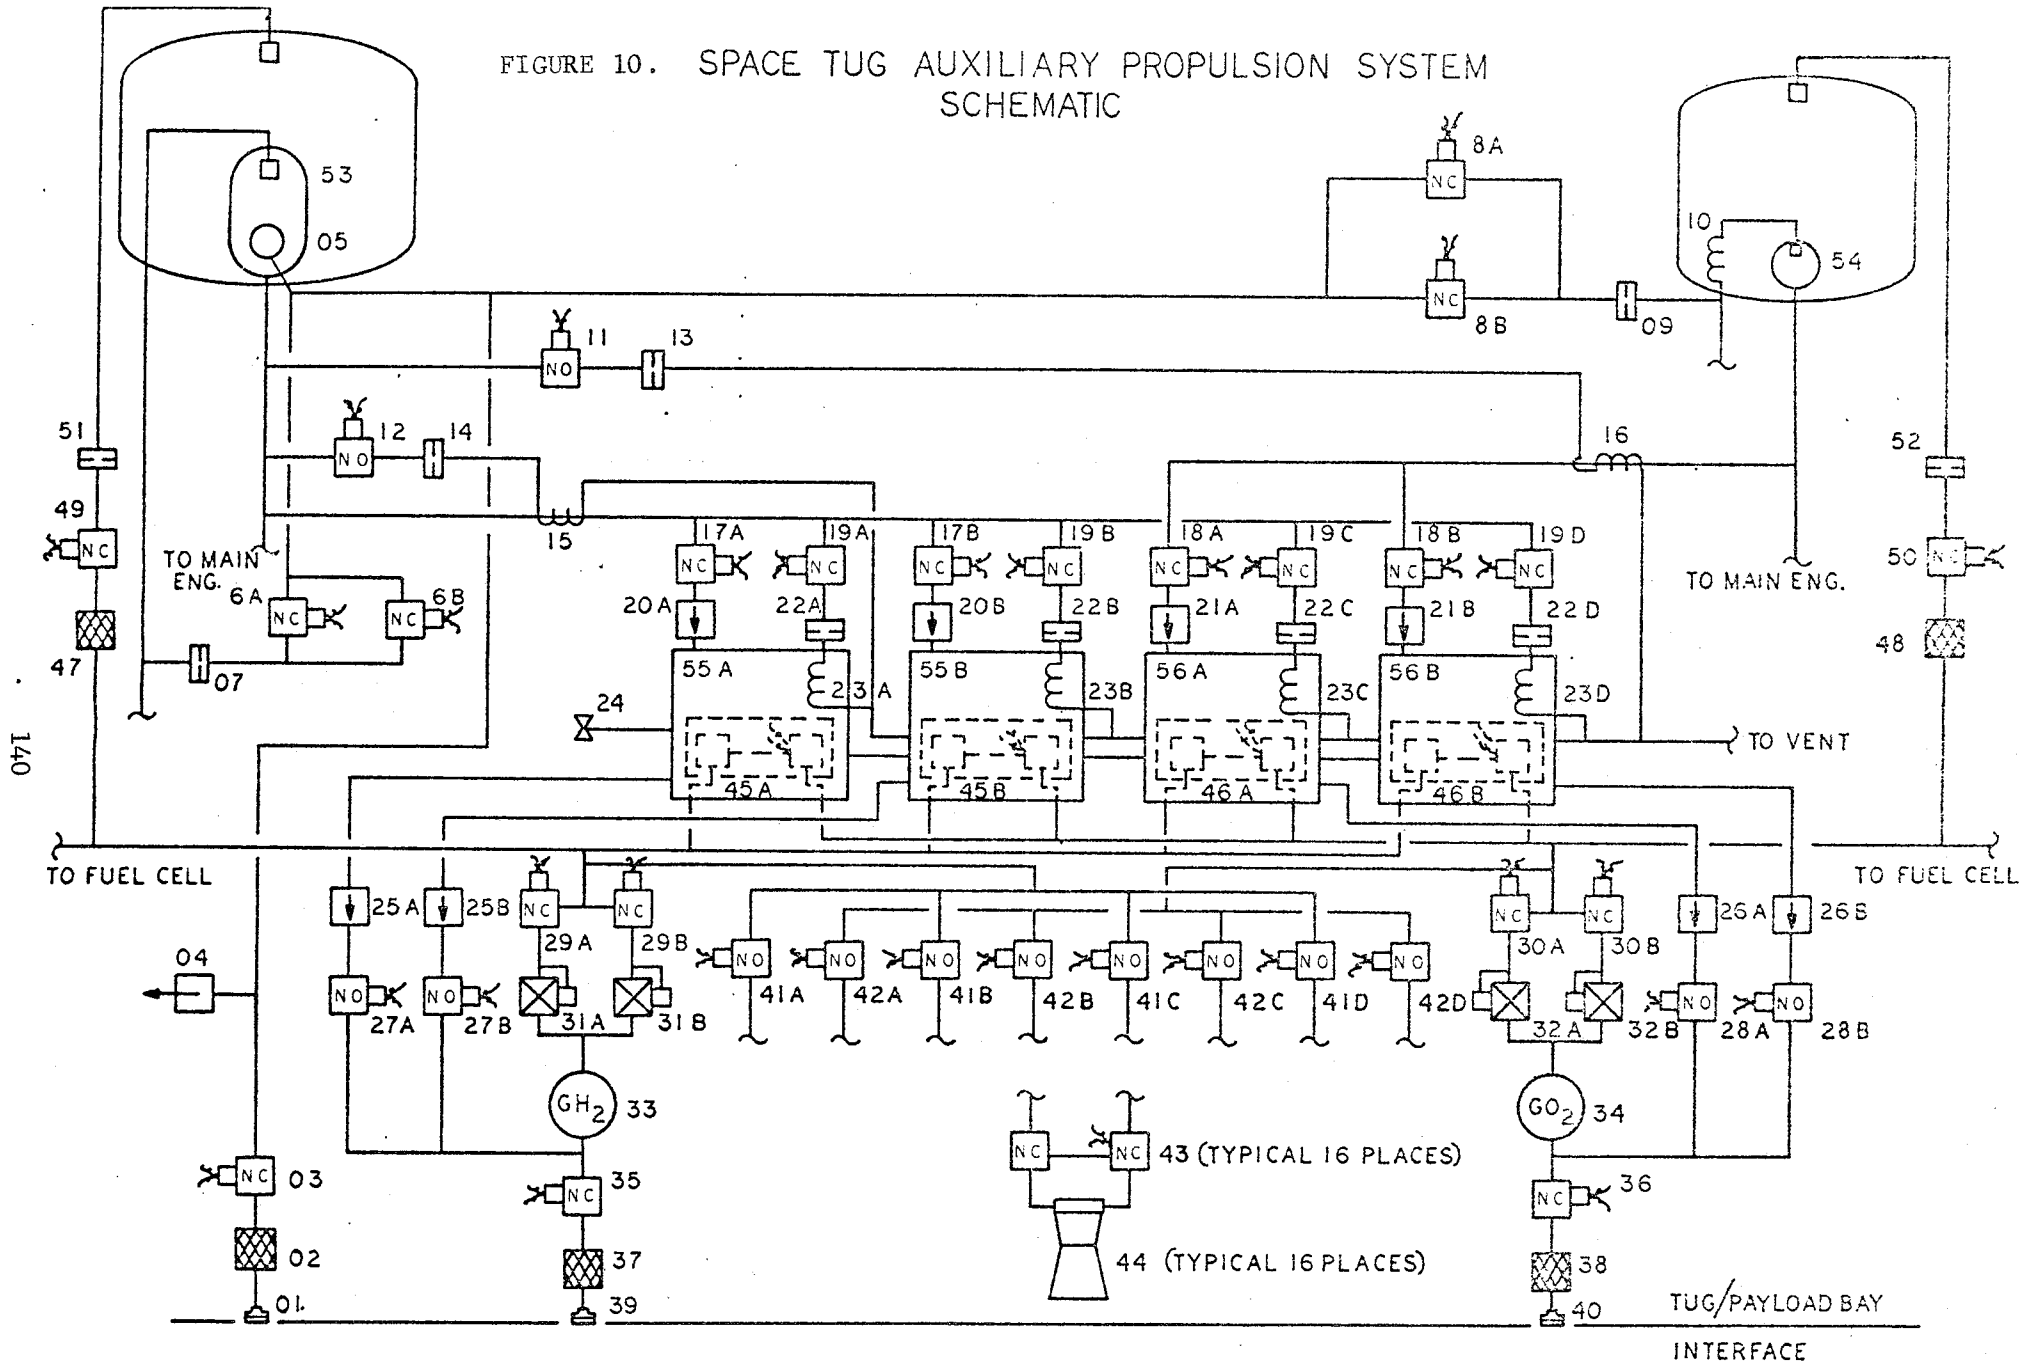 FIGURE 10. SPACE TUG AUXILIARY PROPULSION SYSTEM
SCHEMATIC
53
05
8A
NC
NC
8B
09
10
54
11
NO
13
12
NO
14
15
16
51
49
NC
47
TO MAIN
ENG.
6A
NC
6B
NC
07
52
50
NC
48
TO MAIN ENG.
17A
19A
17B
19B
18A
19C
18B
19D
NC
NC
NC
NC
NC
NC
NC
NC
20A
22A
20B
22B
21A
22C
21B
22D
55A
23A
55B
23B
56A
23C
56B
23D
24
45A
45B
46A
46B
TO VENT
140
TO FUEL CELL
TO FUEL CELL
25A
25B
NC
NC
29A
29B
NC
NC
30A
30B
26A
26B
04
NO
27A
NO
27B
31A
31B
NO
NO
NO
NO
NO
NO
NO
NO
41A
42A
41B
42B
41C
42C
41D
42D
32A
32B
NO
28A
NO
28B
GH2
33
GO2
34
NC
03
NC
35
NC
NC
43 (TYPICAL 16 PLACES)
NC
36
02
37
44 (TYPICAL 16 PLACES)
38
01.
39
40
TUG/PAYLOAD BAY
INTERFACE